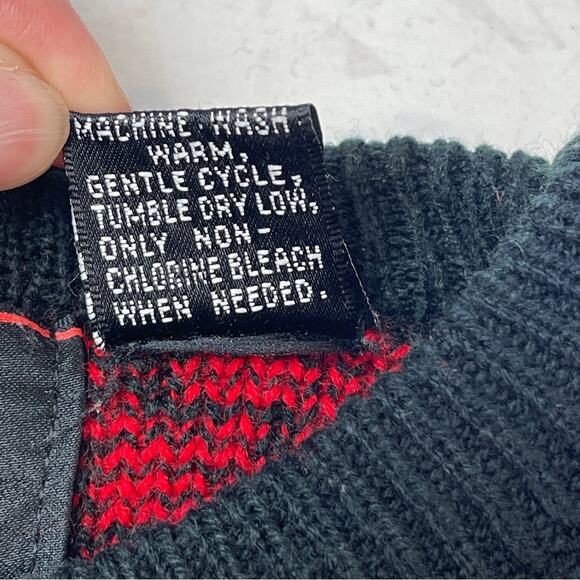 MACHINE WASH
WARM,
GENTLE CYCLE,
TUMBLE DRY LOW,
ONLY NON-
CHLORINE BLEACH
WHEN NEEDED.